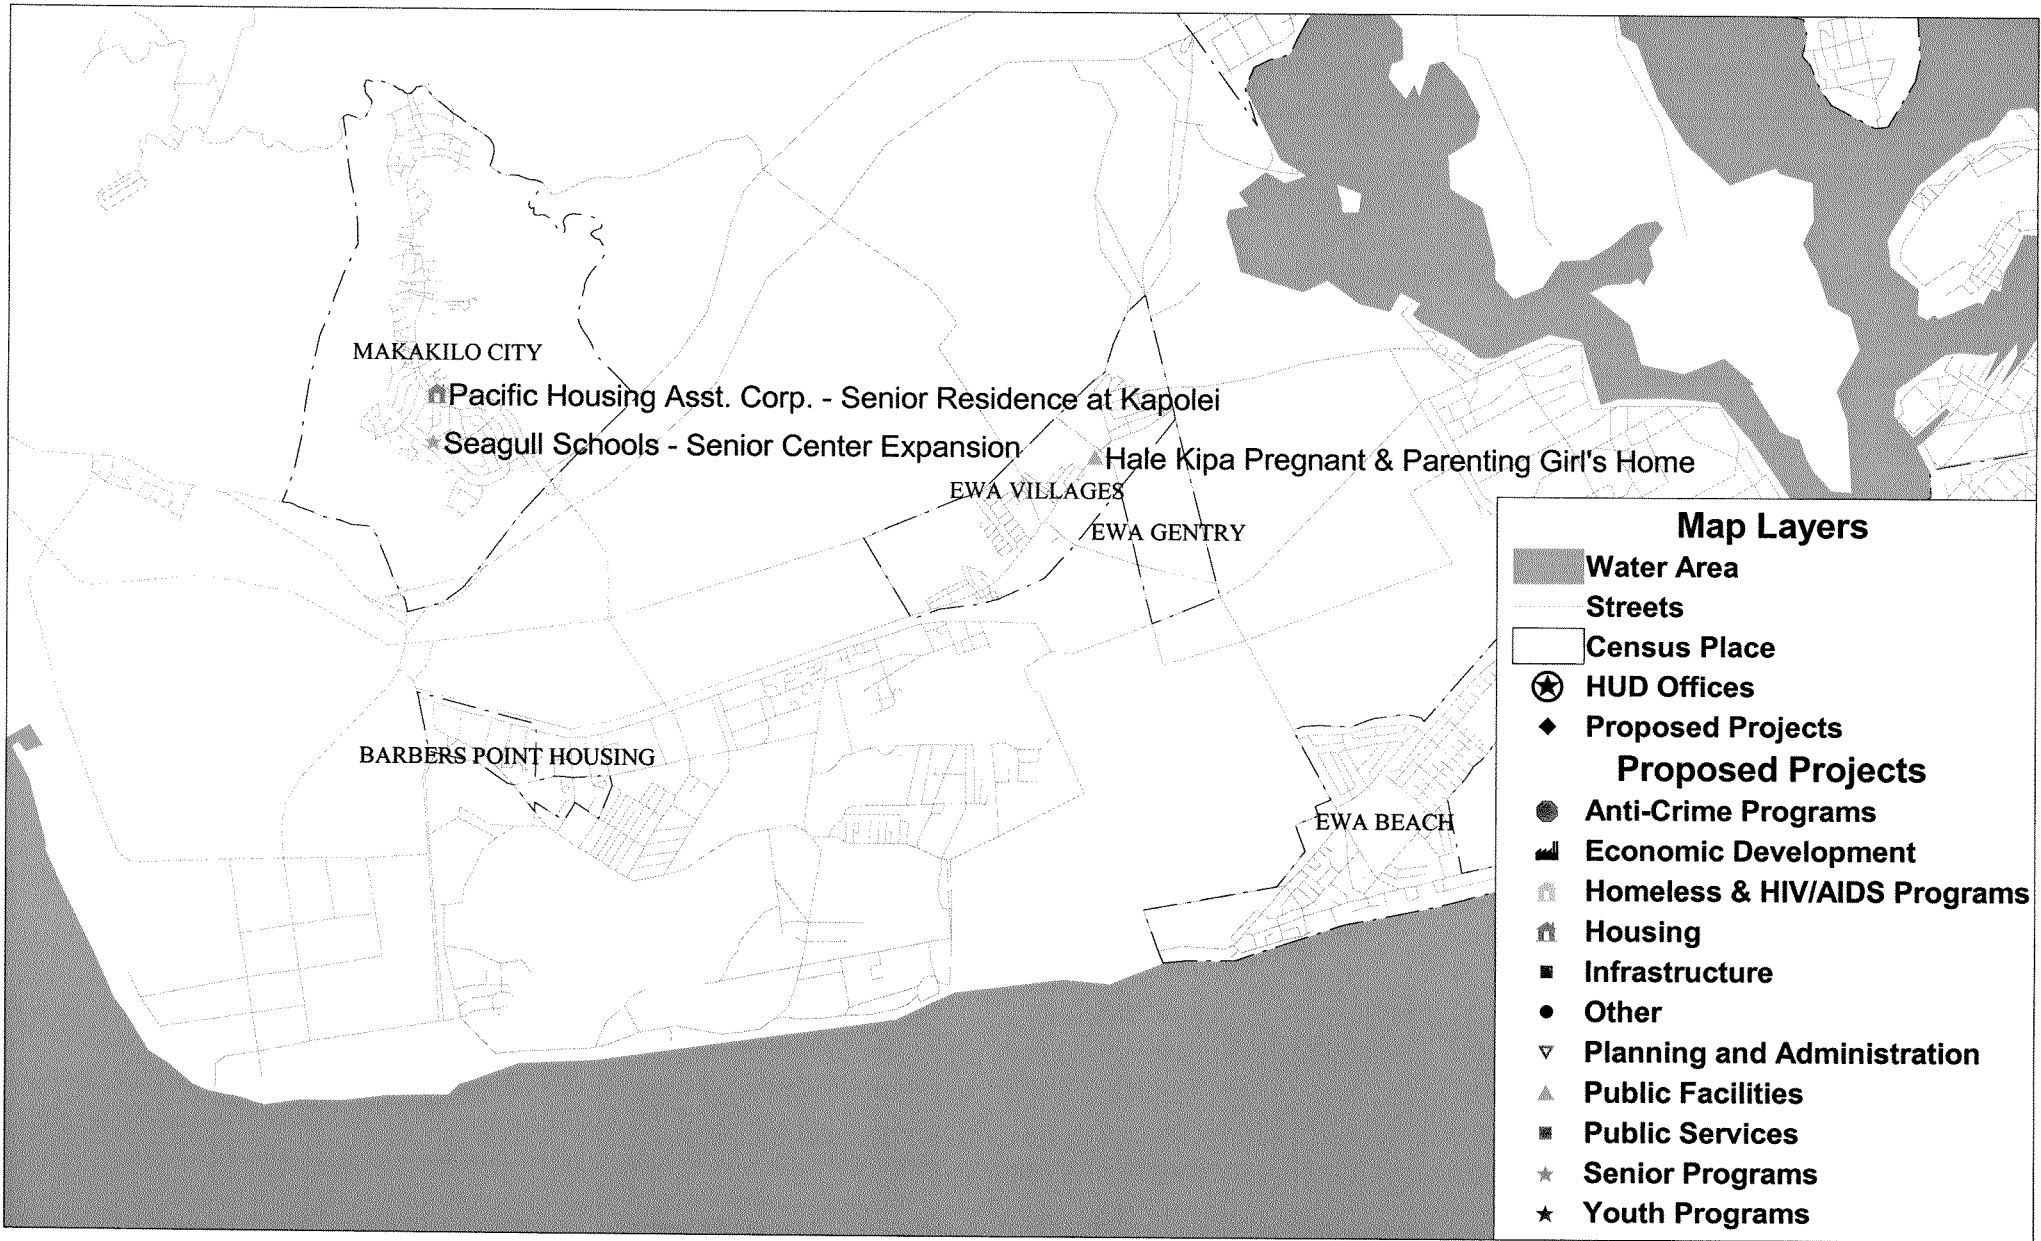 MAKAKILO CITY
Pacific Housing Asst. Corp. - Senior Residence at Kapolei
Seagull Schools - Senior Center Expansion
Hale Kipa Pregnant & Parenting Girl's Home
EWA VILLAGES
EWA GENTRY
BARBERS POINT HOUSING
EWA BEACH
Map Layers
Water Area
Streets
Census Place
HUD Offices
Proposed Projects
Proposed Projects
Anti-Crime Programs
Economic Development
Homeless & HIV/AIDS Programs
Housing
Infrastructure
Other
Planning and Administration
Public Facilities
Public Services
Senior Programs
Youth Programs